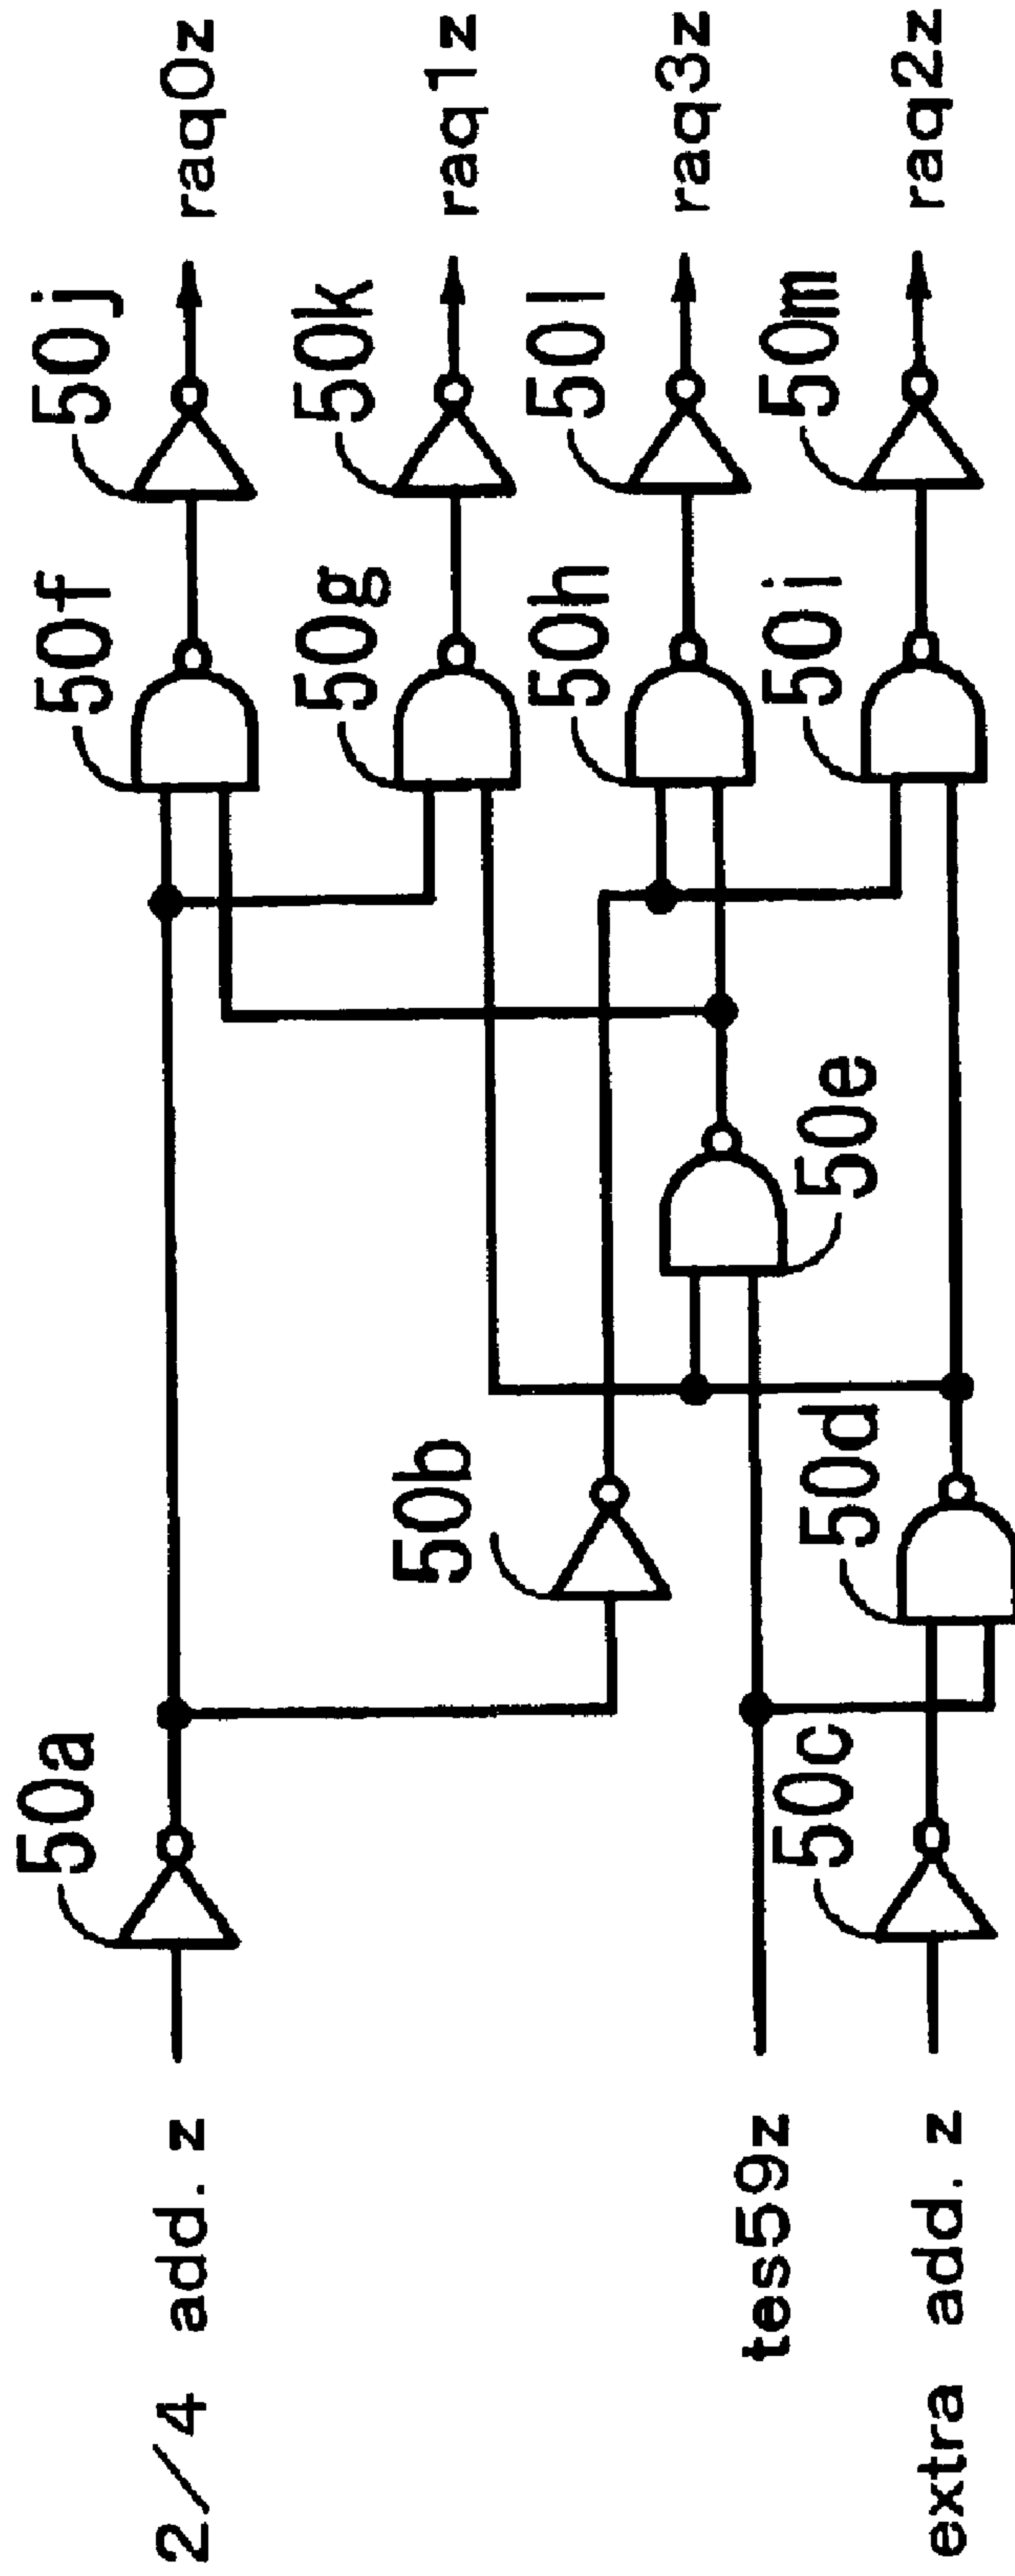 2/4 add. z
tes59z
extra add. z
50a
50b
50c
50d
50e
50f
50g
50h
50i
50j
50k
50l
50m
raq0z
raq1z
raq3z
raq2z